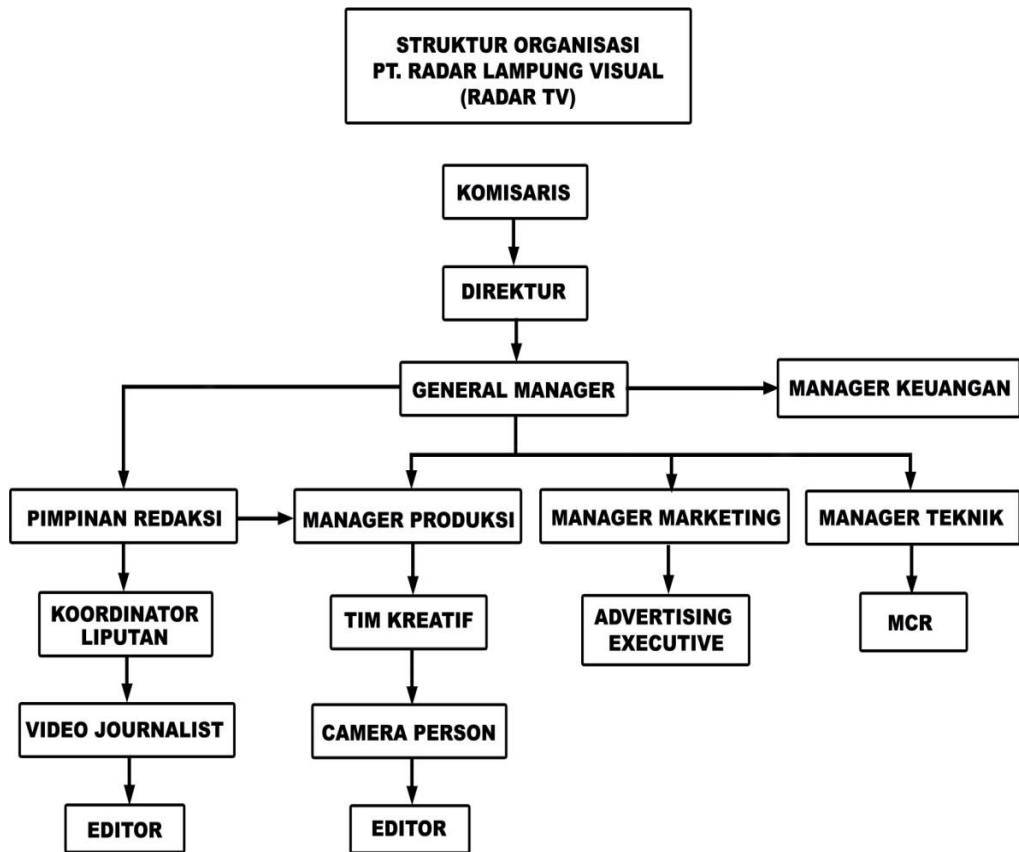 STRUKTUR ORGANISASI
PT. RADAR LAMPUNG VISUAL
(RADAR TV)
KOMISARIS
DIREKTUR
GENERAL MANAGER
MANAGER KEUANGAN
PIMPINAN REDAKSI
MANAGER PRODUKSI
MANAGER MARKETING
MANAGER TEKNIK
KOORDINATOR
LIPUTAN
TIM KREATIF
ADVERTISING
EXECUTIVE
MCR
VIDEO JOURNALIST
CAMERA PERSON
EDITOR
EDITOR